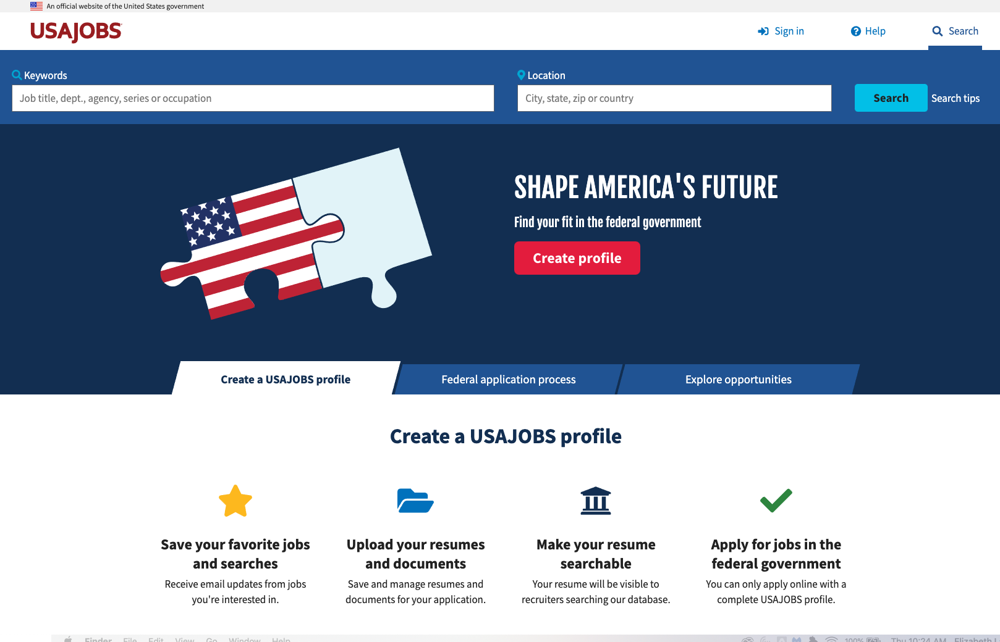 An official website of the United States government
USAJOBS
Sign in
Help
Search
Keywords
Location
Job title, dept., agency, series or occupation
City, state, zip or country
Search
Search tips
SHAPE AMERICA'S FUTURE
Find your fit in the federal government
Create profile
Create a USAJOBS profile
Federal application process
Explore opportunities
Create a USAJOBS profile
Save your favorite jobs
and searches
Receive email updates from jobs
you're interested in.
Upload your resumes
and documents
Save and manage resumes and
documents for your application.
Make your resume
searchable
Your resume will be visible to
recruiters searching our database.
Apply for jobs in the
federal government
You can only apply online with a
complete USAJOBS profile.
Finder File Edit View Go Window Help
100% Thu 10:24 AM Elizabeth